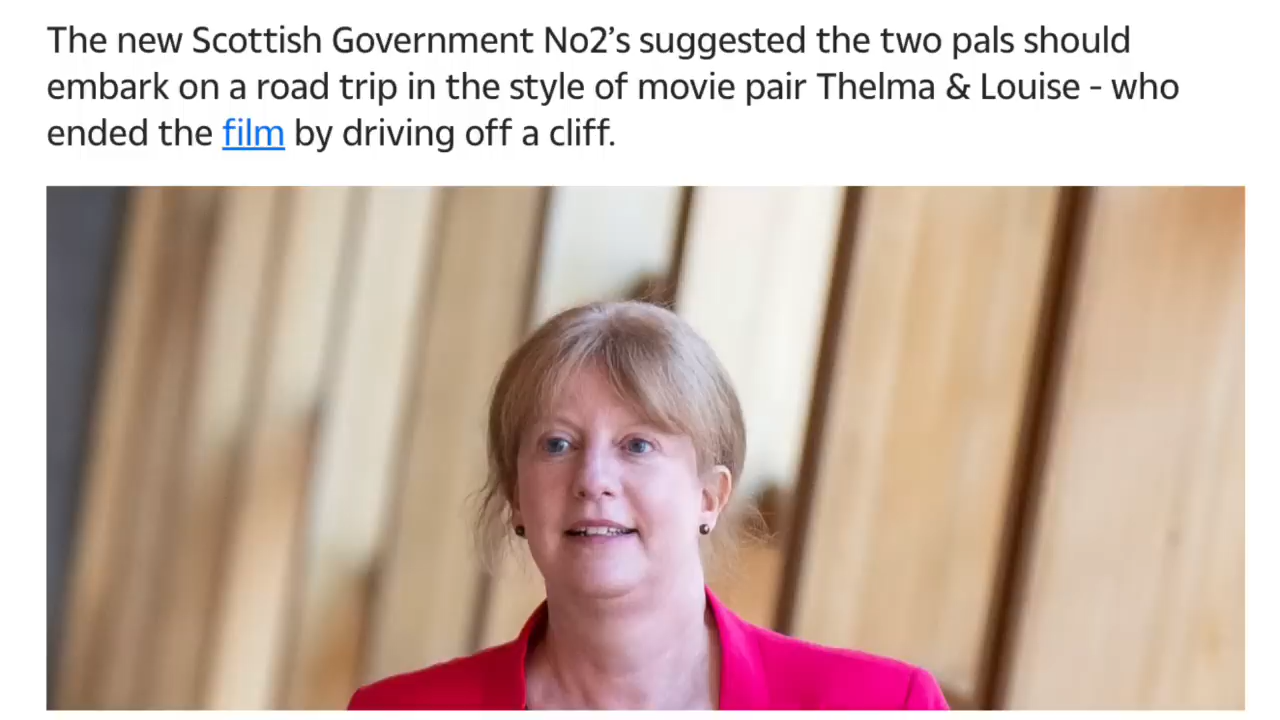 The new Scottish Government No2’s suggested the two pals should
embark on a road trip in the style of movie pair Thelma & Louise - who
ended the film by driving off a cliff.